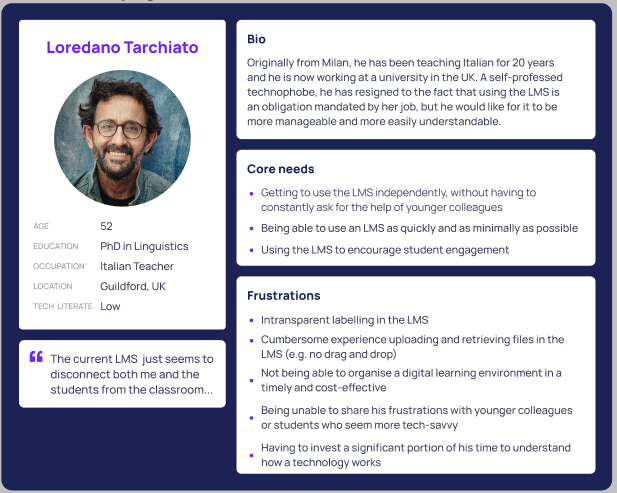 Loredano Tarchiato
AGE 52
EDUCATION PhD in Linguistics
OCCUPATION Italian Teacher
LOCATION Guildford, UK
TECH LITERATE Low
“ The current LMS just seems to
disconnect both me and the
students from the classroom...
Bio
Originally from Milan, he has been teaching Italian for 20 years
and he is now working at a university in the UK. A self-professed
technophobe, he has resigned to the fact that using the LMS is
an obligation mandated by her job, but he would like for it to be
more manageable and more easily understandable.
Core needs
• Getting to use the LMS independently, without having to
constantly ask for the help of younger colleagues
• Being able to use an LMS as quickly and as minimally as possible
• Using the LMS to encourage student engagement
Frustrations
• Intransparent labelling in the LMS
• Cumbersome experience uploading and retrieving files in the
LMS (e.g. no drag and drop)
• Not being able to organise a digital learning environment in a
timely and cost-effective
• Being unable to share his frustrations with younger colleagues
or students who seem more tech-savvy
• Having to invest a significant portion of his time to understand
how a technology works